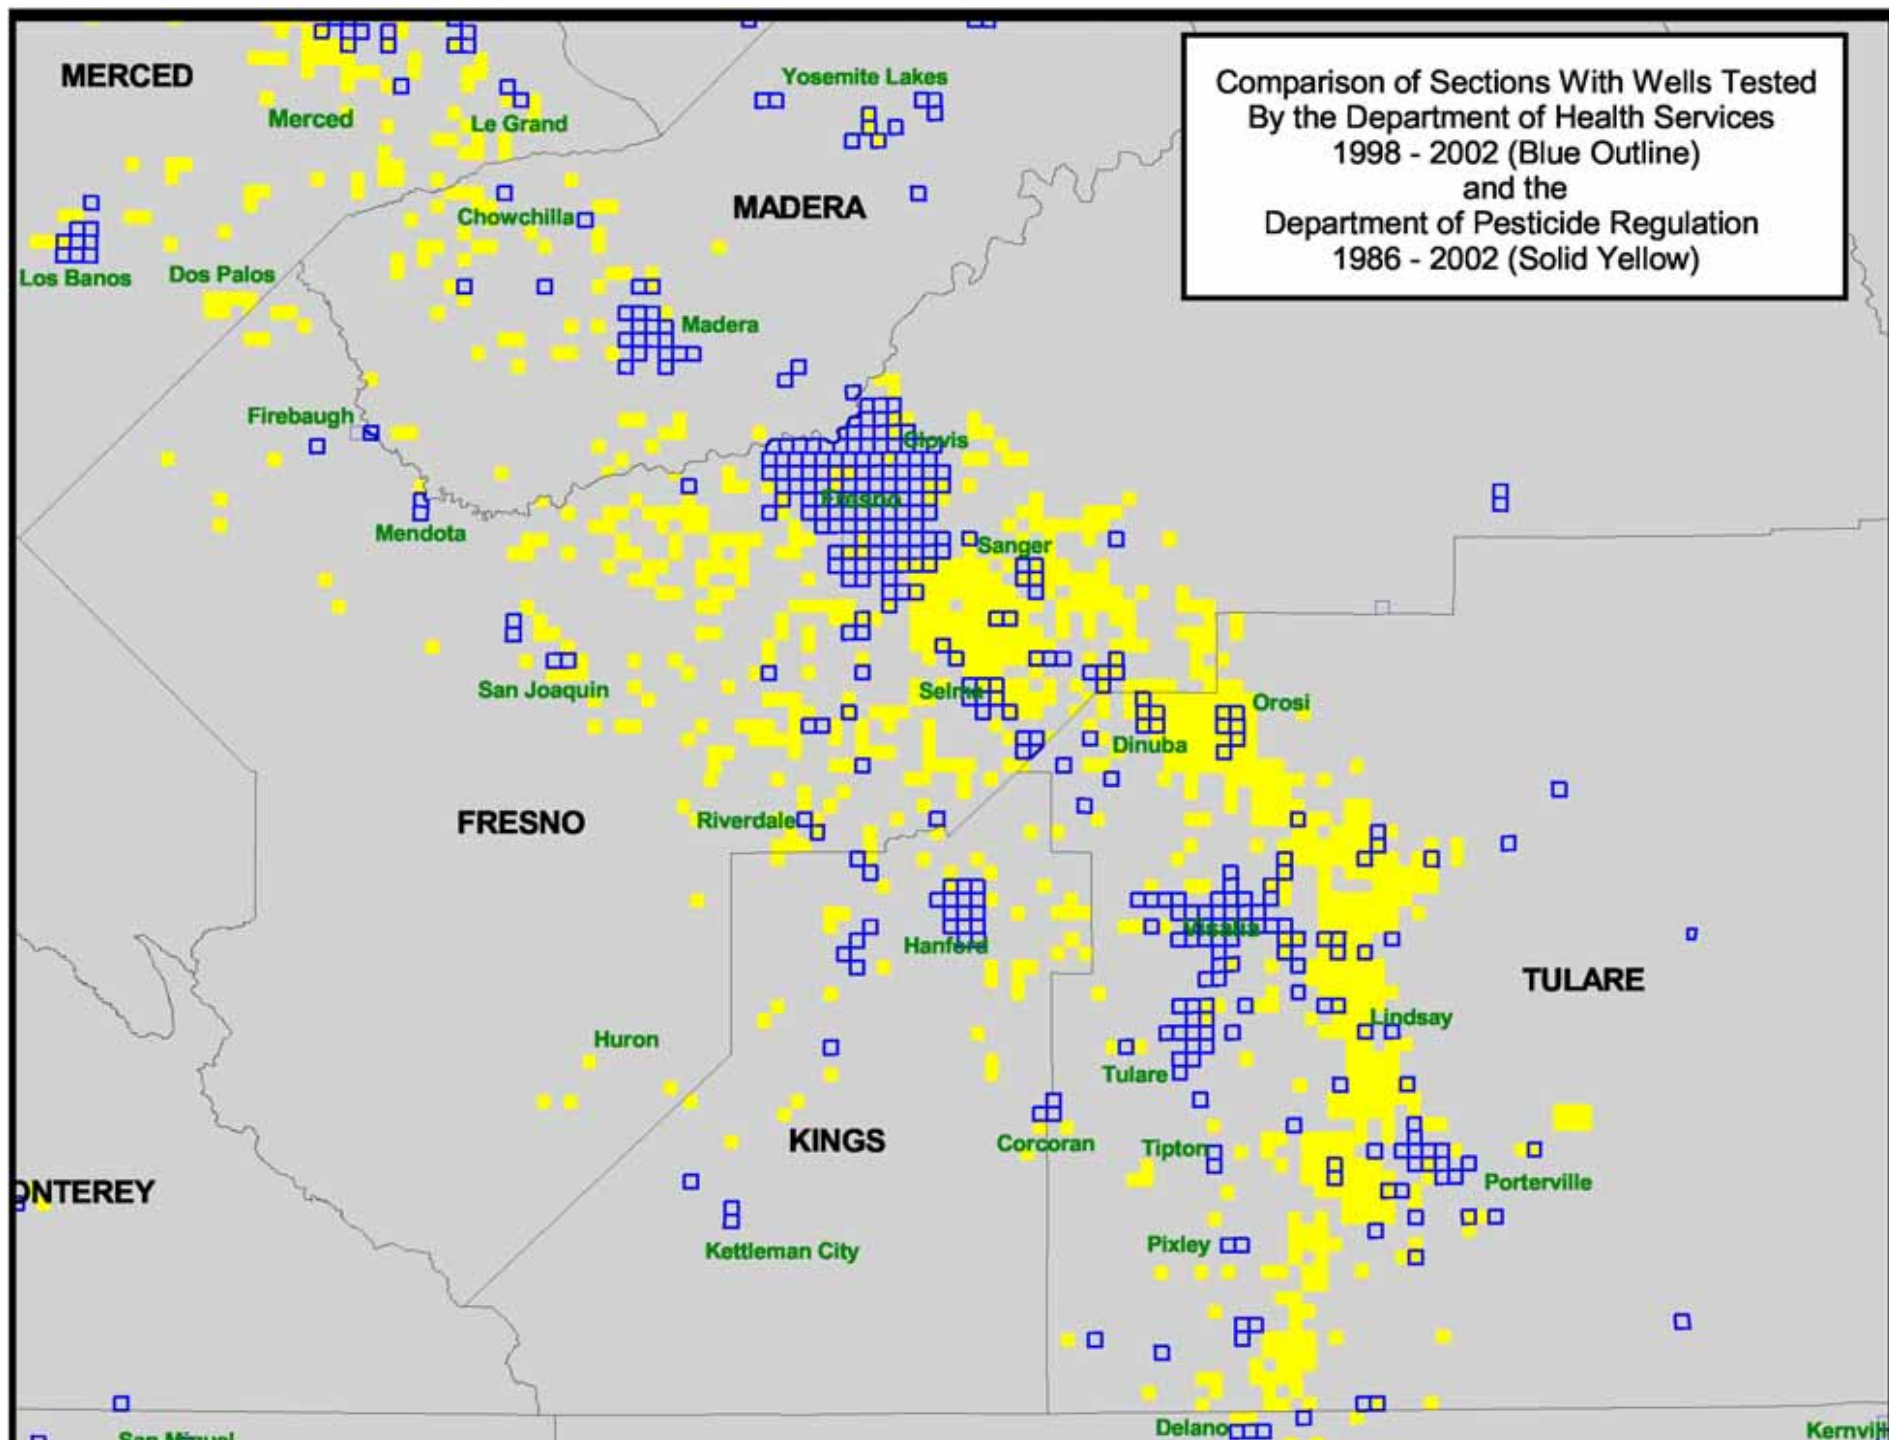 MERCED
Merced
Le Grand
Yosemite Lakes
Comparison of Sections With Wells Tested
By the Department of Health Services
1998 - 2002 (Blue Outline)
and the
Department of Pesticide Regulation
1986 - 2002 (Solid Yellow)
Chowchilla
MADERA
Los Banos
Dos Palos
Madera
Firebaugh
Clovis
Fresno
Mendota
Sanger
San Joaquin
Selma
Orosi
Dinuba
FRESNO
Riverdale
Hanford
Visalia
TULARE
Lindsay
Huron
Tulare
KINGS
Corcoran
Tipton
Porterville
ONTEREY
Kettleman City
Pixley
Delano
San Miguel